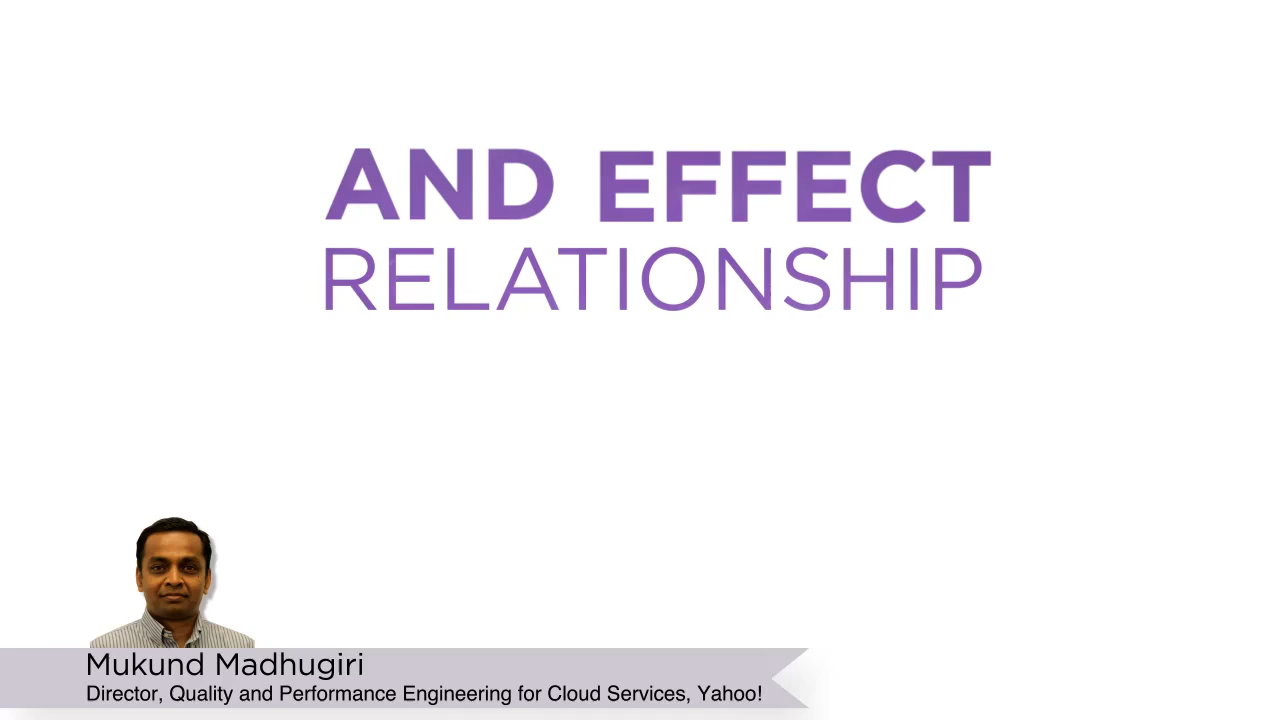 AND EFFECT
RELATIONSHIP
Mukund Madhugiri
Director, Quality and Performance Engineering for Cloud Services, Yahoo!